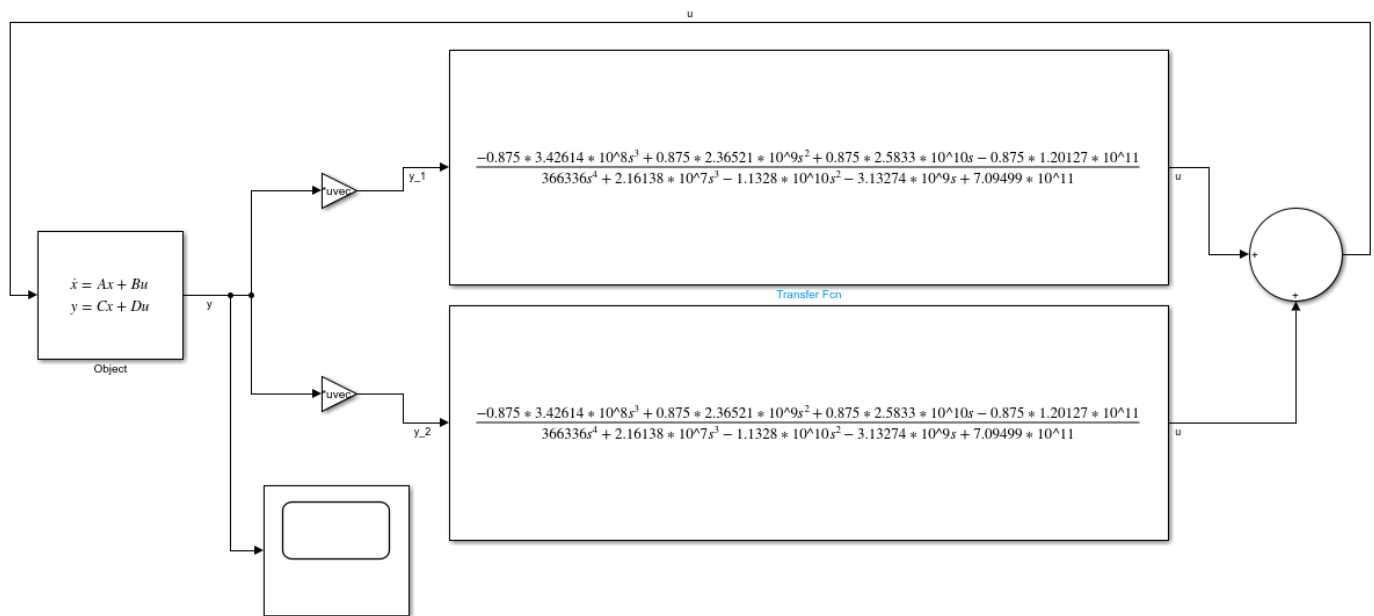 u
−0.875 * 3.42614 * 10^8s³ + 0.875 * 2.36521 * 10^9s² + 0.875 * 2.5833 * 10^10s − 0.875 * 1.20127 * 10^11
366336s⁴ + 2.16138 * 10^7s³ − 1.1328 * 10^10s² − 3.13274 * 10^9s + 7.09499 * 10^11
*uvec
y_1
u
Transfer Fcn
+
+
ẋ = Ax + Bu
y = Cx + Du
Object
y
−0.875 * 3.42614 * 10^8s³ + 0.875 * 2.36521 * 10^9s² + 0.875 * 2.5833 * 10^10s − 0.875 * 1.20127 * 10^11
366336s⁴ + 2.16138 * 10^7s³ − 1.1328 * 10^10s² − 3.13274 * 10^9s + 7.09499 * 10^11
*uvec
y_2
u